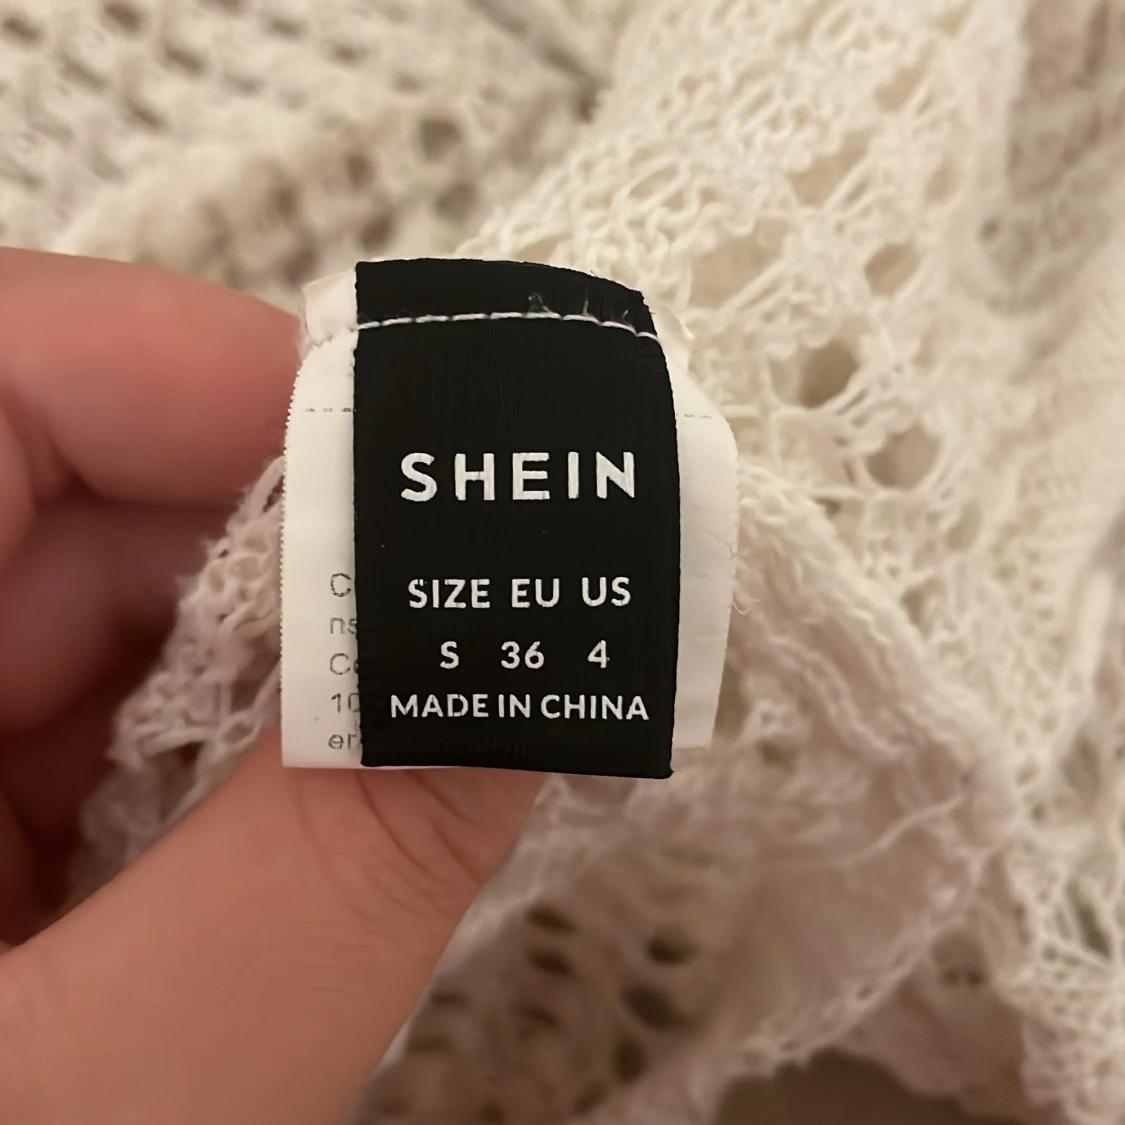 SHEIN
SIZE EU US
S 36 4
MADE IN CHINA